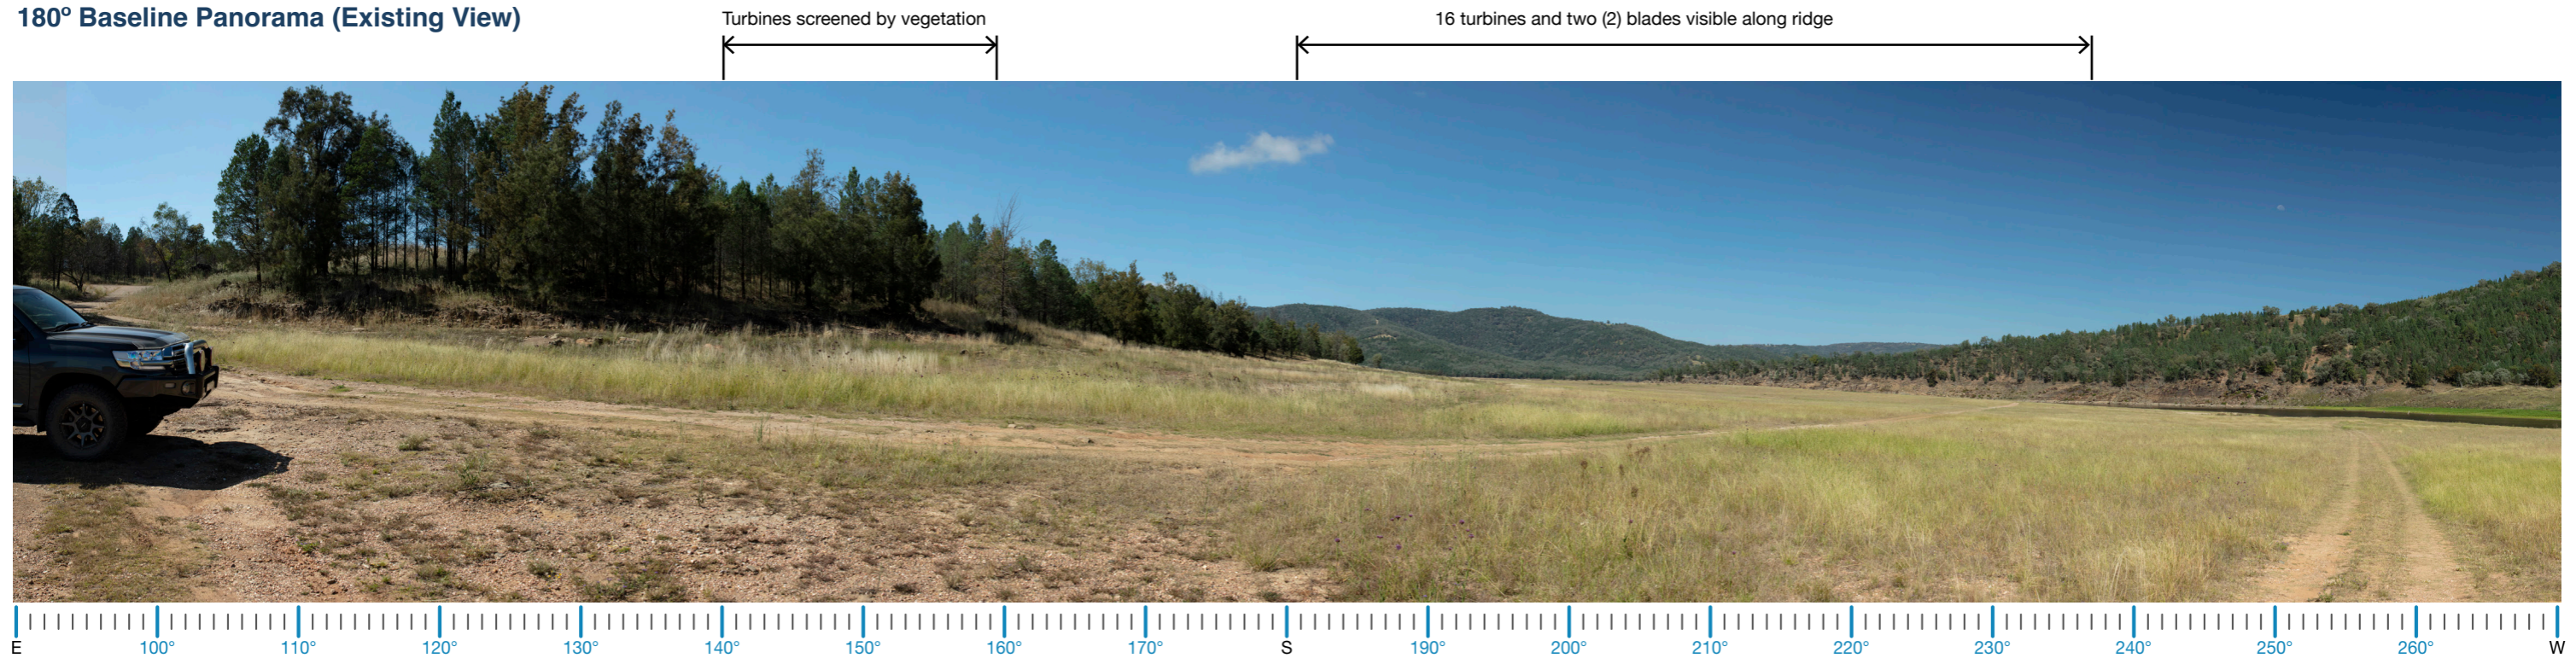 180º Baseline Panorama (Existing View)
Turbines screened by vegetation
16 turbines and two (2) blades visible along ridge
E 100° 110° 120° 130° 140° 150° 160° 170° S 190° 200° 210° 220° 230° 240° 250° 260° W